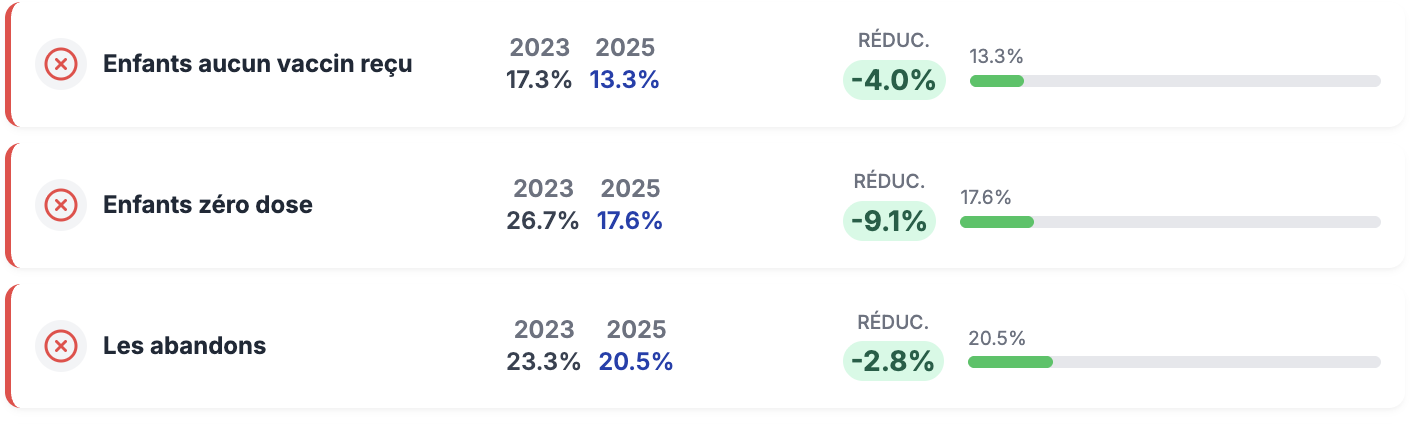 Enfants aucun vaccin reçu
2023 2025
17.3% 13.3%
RÉDUC.
-4.0%
13.3%
Enfants zéro dose
2023 2025
26.7% 17.6%
RÉDUC.
-9.1%
17.6%
Les abandons
2023 2025
23.3% 20.5%
RÉDUC.
-2.8%
20.5%